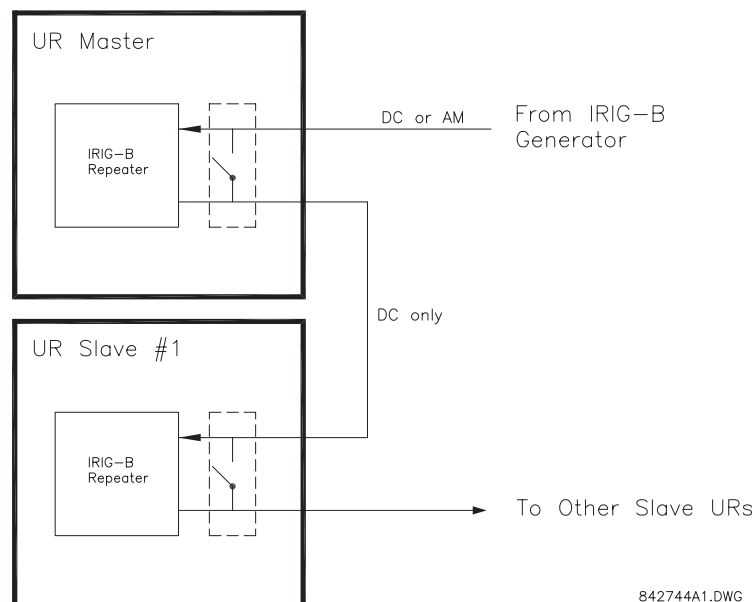 UR Master
IRIG-B
Repeater
DC or AM
From IRIG-B
Generator
DC only
UR Slave #1
IRIG-B
Repeater
To Other Slave URs
842744A1.DWG